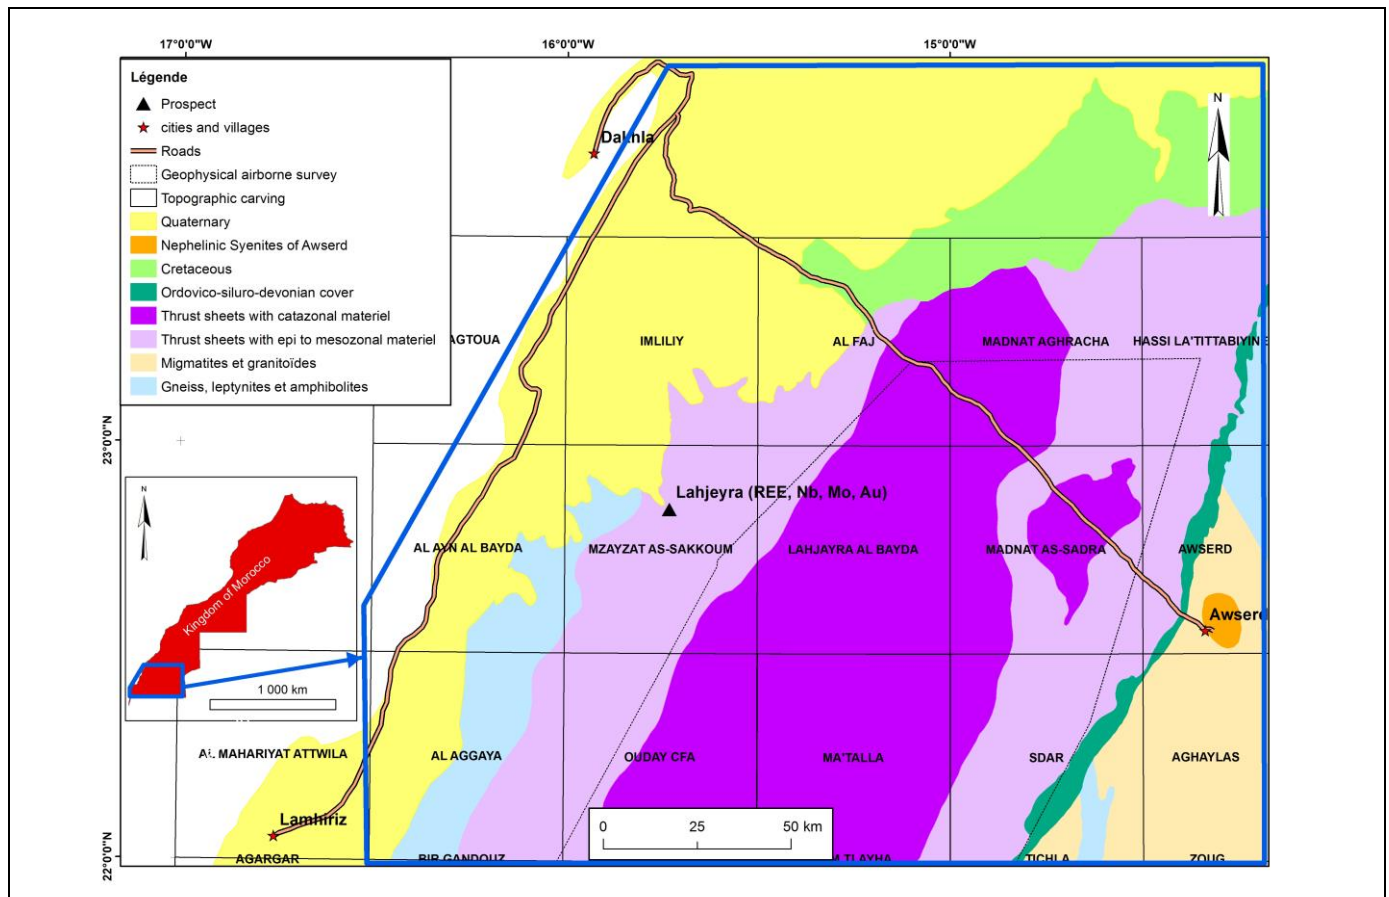 17°0'0"W 16°0'0"W 15°0'0"W
Légende
Prospect
cities and villages
Roads
Geophysical airborne survey
Topographic carving
Quaternary
Nephelinic Syenites of Awserd
Cretaceous
Ordovico-siluro-devonian cover
Thrust sheets with catazonal materiel
Thrust sheets with epi to mesozonal materiel
Migmatites et granitoïdes
Gneiss, leptynites et amphibolites
N
Dakhla
AGTOUA IMLILIY AL FAJ MADNAT AGHRACHA HASSI LA'TITTABIYIN
23°0'0"N
Lahjeyra (REE, Nb, Mo, Au)
AL AYN AL BAYDA MZAYZAT AS-SAKKOUM LAHJAYRA AL BAYDA MADNAT AS-SADRA AWSERD
N
Kingdom of Morocco
1 000 km
Awserd
AL MAHARIYAT ATTWILA AL AGGAYA OUDAY CFA MA'TALLA SDAR AGHAYLAS
Lamhiriz
0 25 50 km
22°0'0"N
AGARGAR BIR GANDOUZ TLAYHA TICHLA ZOUG